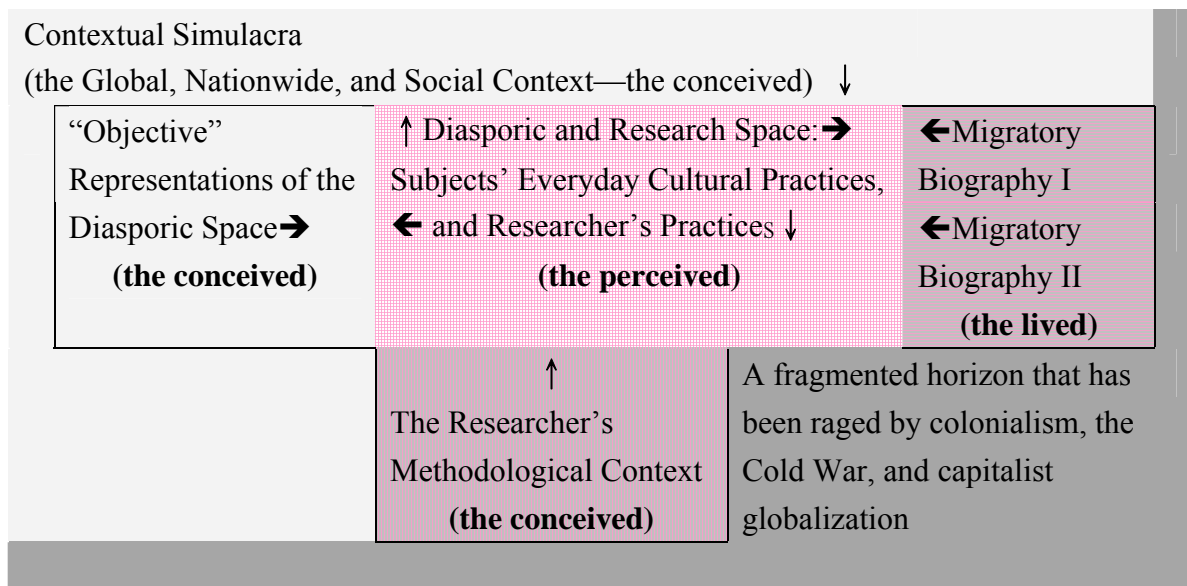 Contextual Simulacra
(the Global, Nationwide, and Social Context—the conceived) ↓
“Objective”
Representations of the
Diasporic Space➔
(the conceived)
↑ Diasporic and Research Space:➔
Subjects’ Everyday Cultural Practices,
← and Researcher’s Practices ↓
(the perceived)
←Migratory
Biography I
←Migratory
Biography II
(the lived)
↑
The Researcher’s
Methodological Context
(the conceived)
A fragmented horizon that has
been raged by colonialism, the
Cold War, and capitalist
globalization